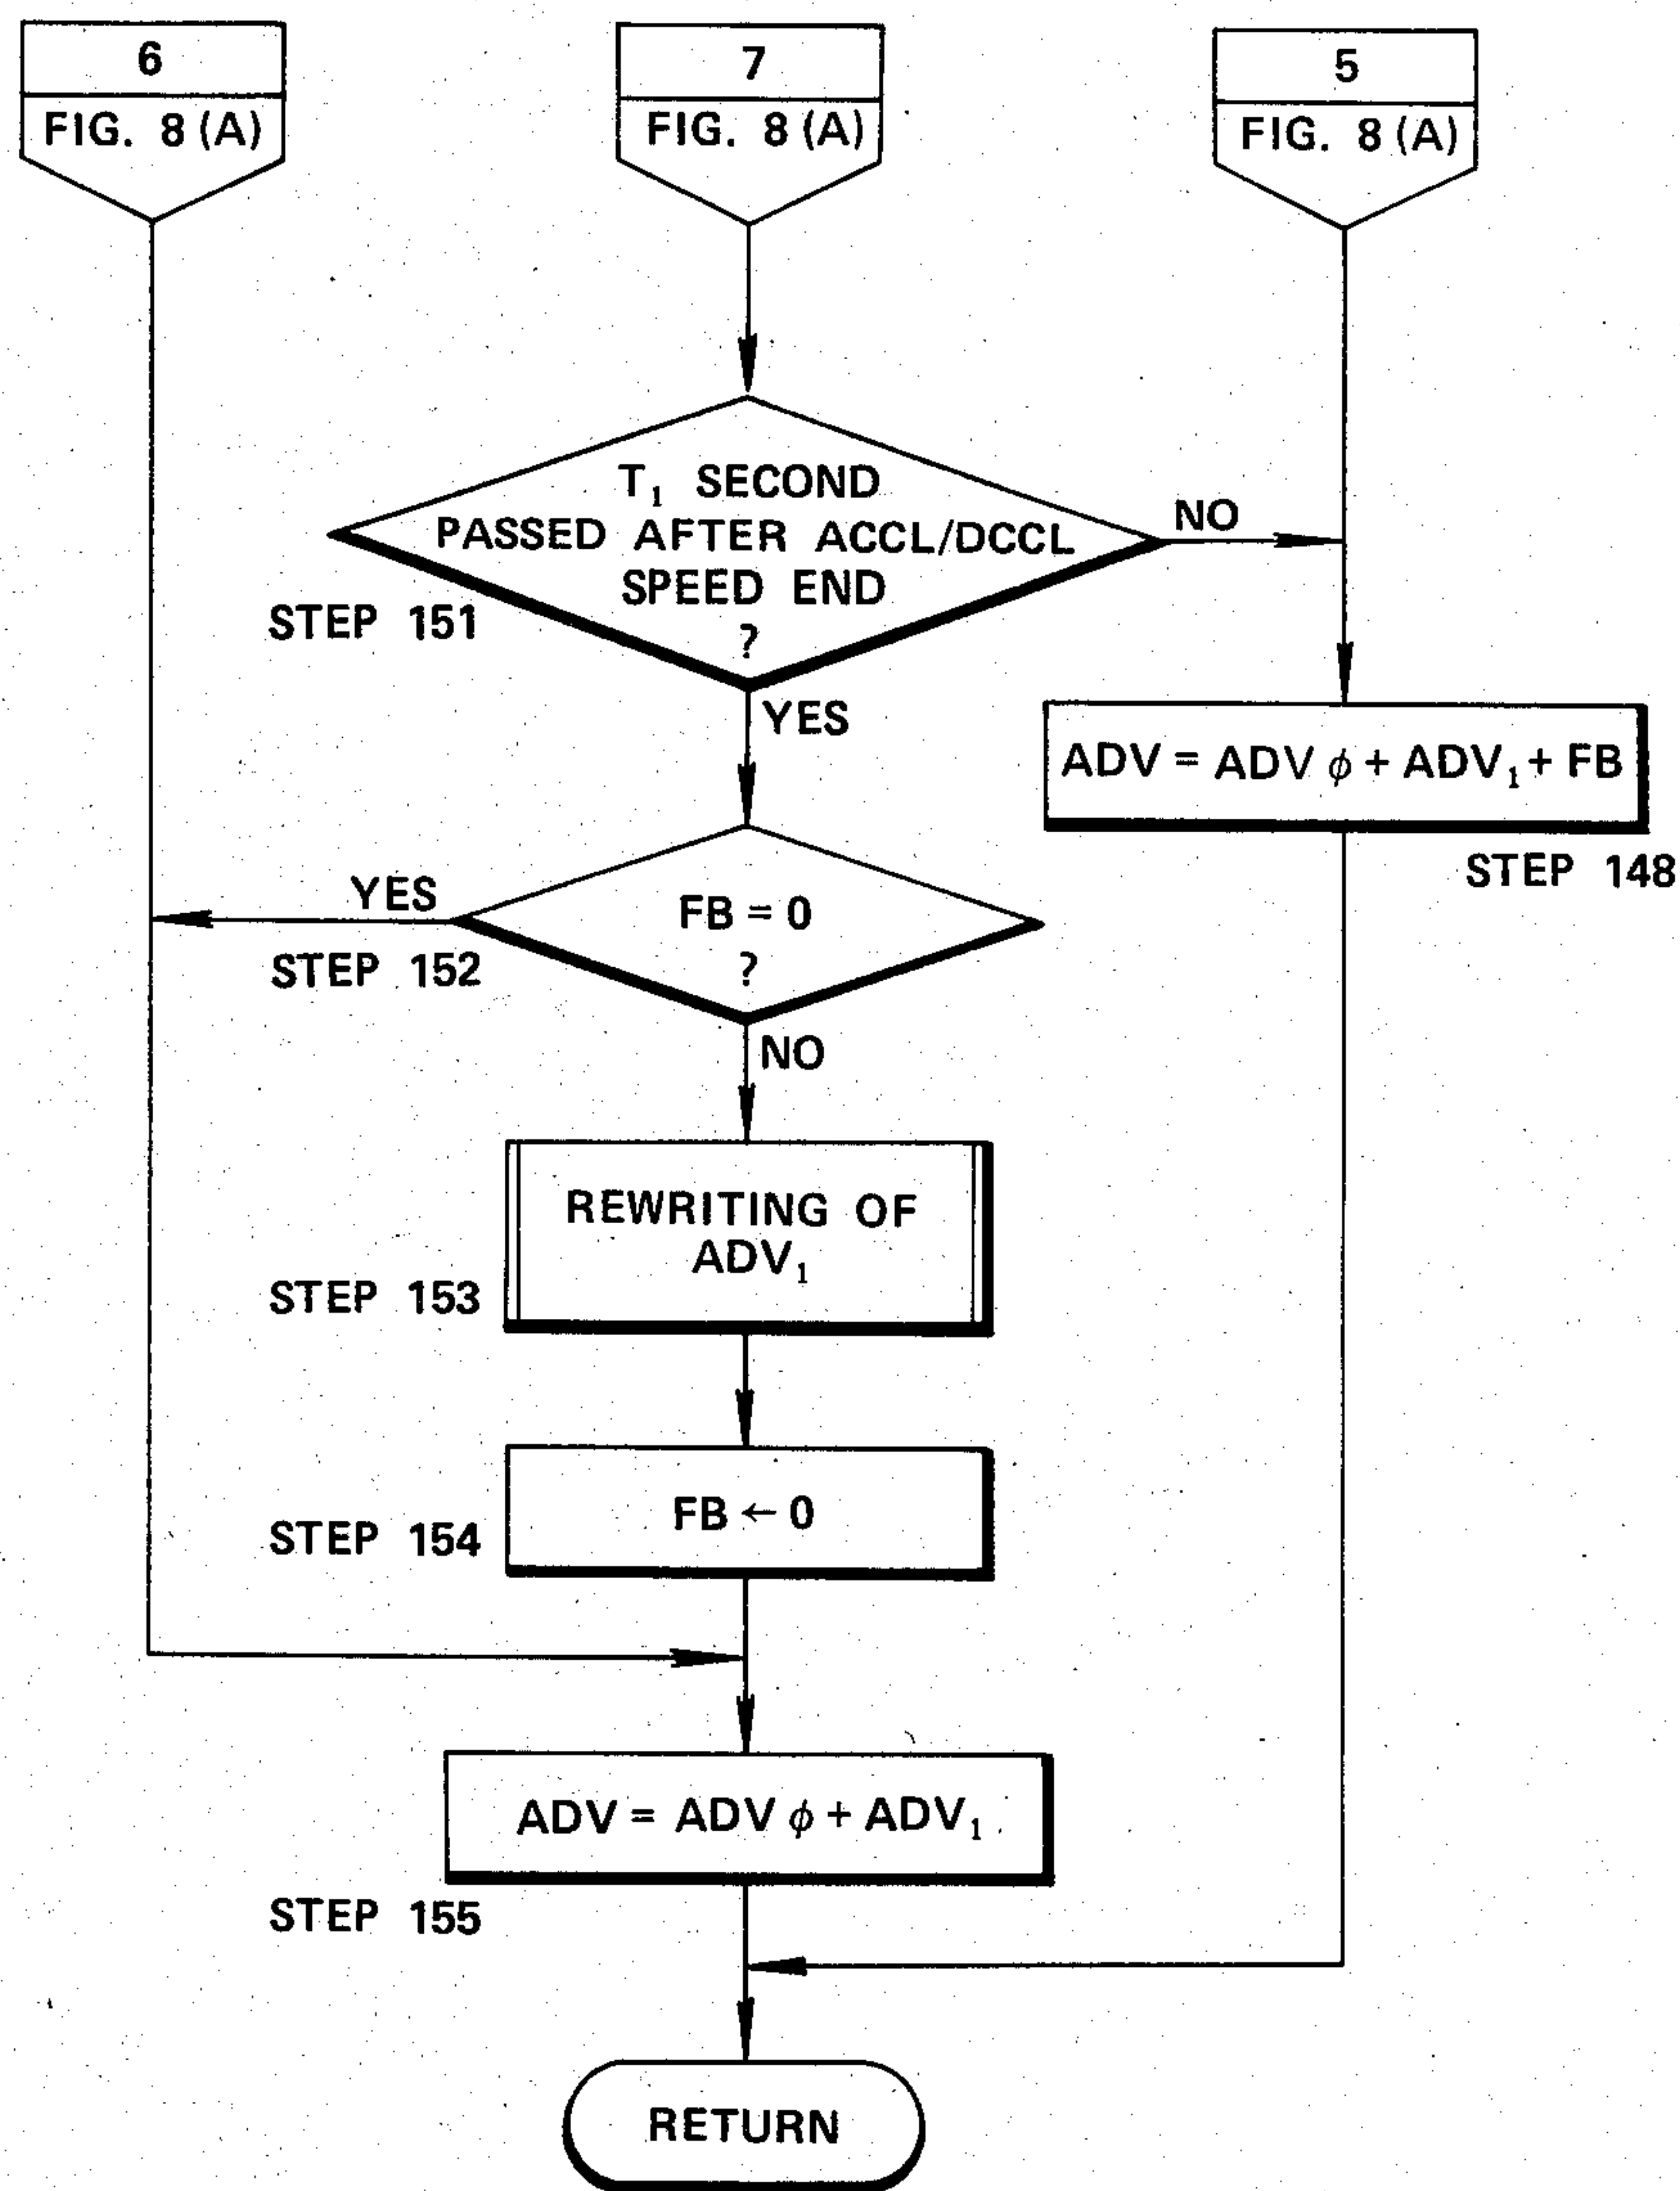 6
FIG. 8 (A)
7
FIG. 8 (A)
5
FIG. 8 (A)
T₁ SECOND
PASSED AFTER ACCL/DCCL
SPEED END
?
NO
STEP 151
YES
ADV = ADV ϕ + ADV₁ + FB
STEP 148
YES
FB = 0
?
STEP 152
NO
REWRITING OF
ADV₁
STEP 153
FB ← 0
STEP 154
ADV = ADV ϕ + ADV₁
STEP 155
RETURN